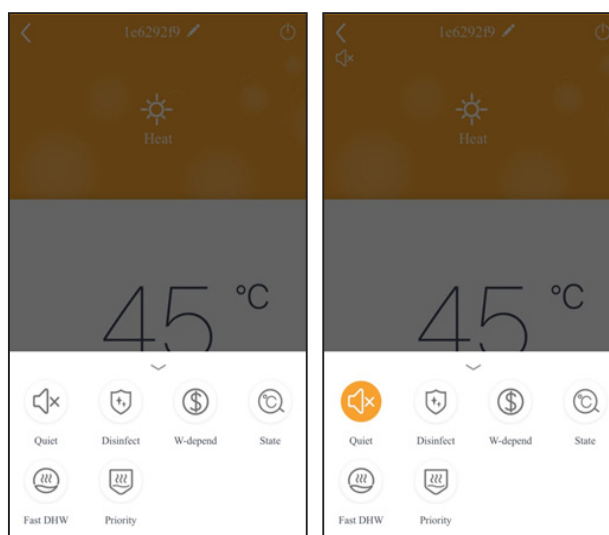 1e6292f9
Heat
45 °C
Quiet
Disinfect
W-depend
State
Fast DHW
Priority
1e6292f9
Heat
45 °C
Quiet
Disinfect
W-depend
State
Fast DHW
Priority